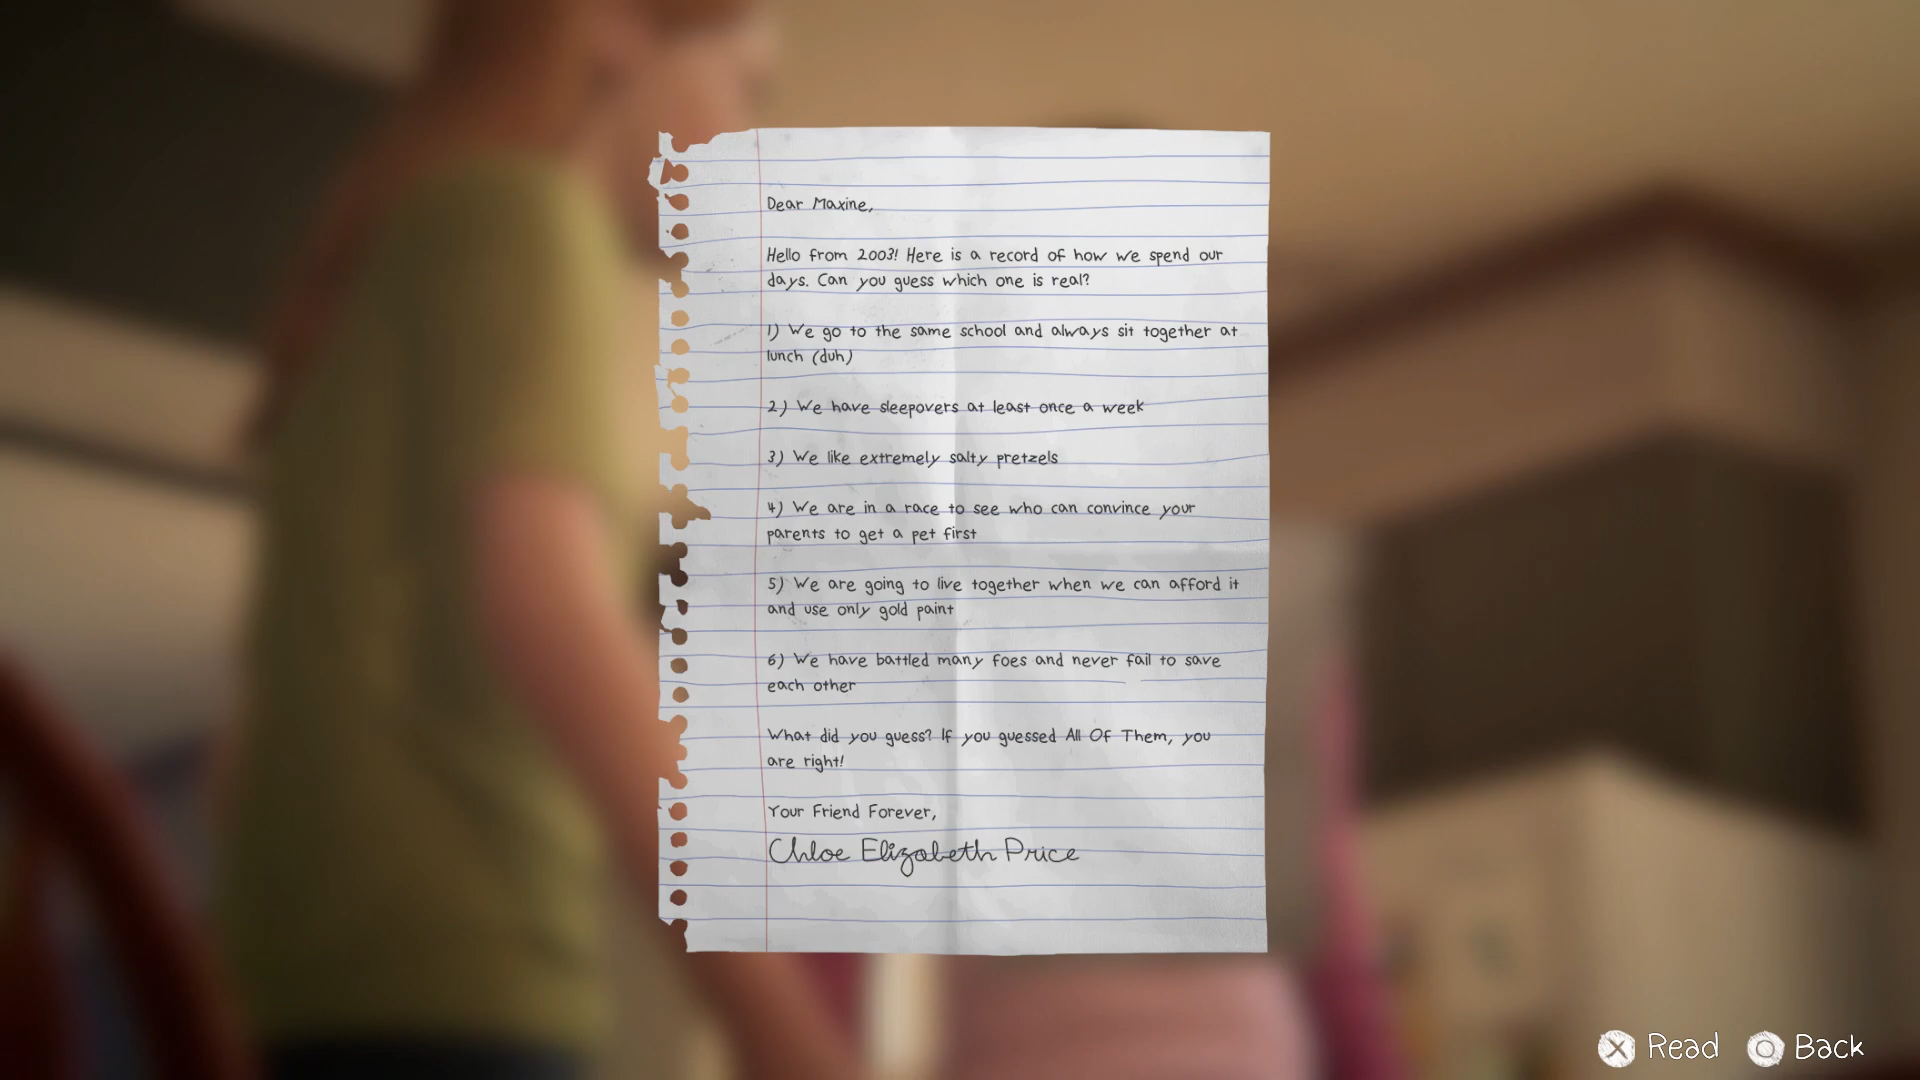 Dear Maxine,
Hello from 2003! Here is a record of how we spend our
days. Can you guess which one is real?
1) We go to the same school and always sit together at
lunch (duh)
2) We have sleepovers at least once a week
3) We like extremely salty pretzels
4) We are in a race to see who can convince your
parents to get a pet first
5) We are going to live together when we can afford it
and use only gold paint
6) We have battled many foes and never fail to save
each other
What did you guess? If you guessed All Of Them, you
are right!
Your Friend Forever,
Chloe Elizabeth Price
Read Back